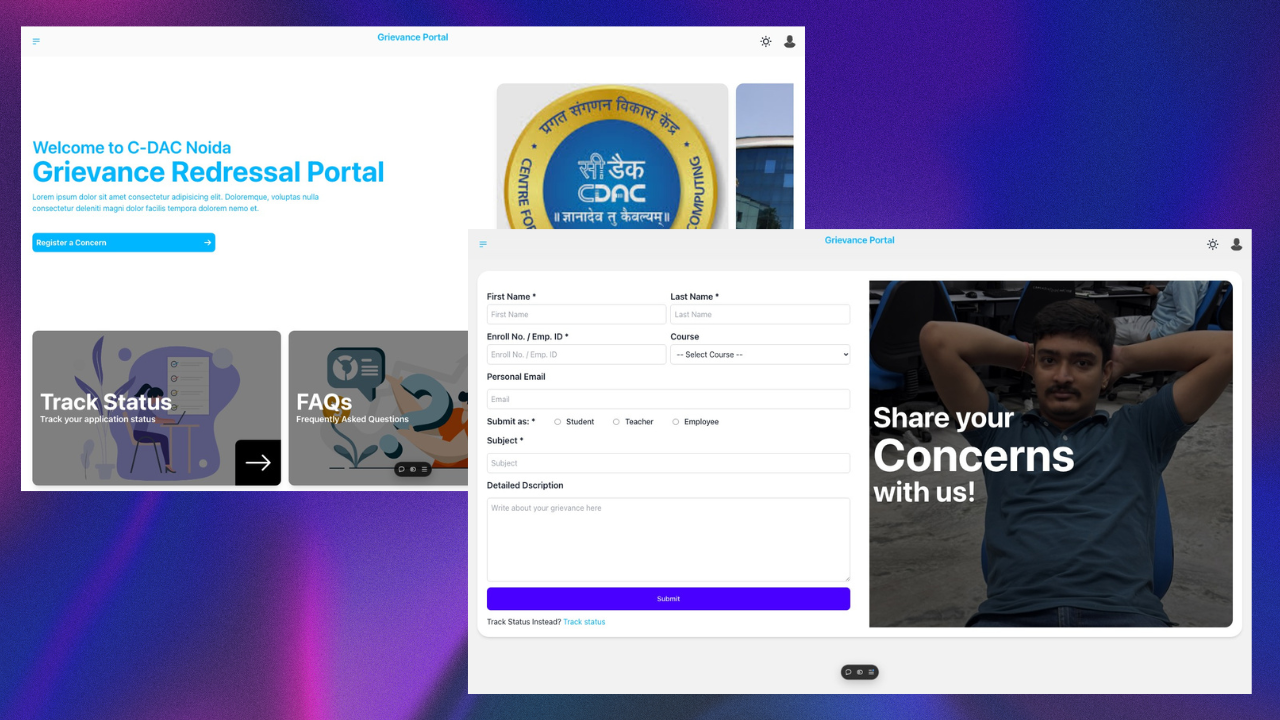 Grievance Portal
Welcome to C-DAC Noida
Grievance Redressal Portal
Lorem ipsum dolor sit amet consectetur adipisicing elit. Doloremque, voluptas nulla
consectetur deleniti magni dolor facilis tempora dolorem nemo et.
Register a Concern
प्रगत संगणन विकास केंद्र
CENTRE FO
सी डैक
CDAC
COMPUTING
॥ ज्ञानादेव तु कैवल्यम् ॥
Track Status
Track your application status
FAQs
Frequently Asked Questions
Grievance Portal
First Name *
Last Name *
First Name
Last Name
Enroll No. / Emp. ID *
Course
Enroll No. / Emp. ID
-- Select Course --
Personal Email
Email
Submit as: *
Student
Teacher
Employee
Subject *
Subject
Detailed Dscription
Write about your grievance here
Submit
Track Status Instead? Track status
Share your
Concerns
with us!